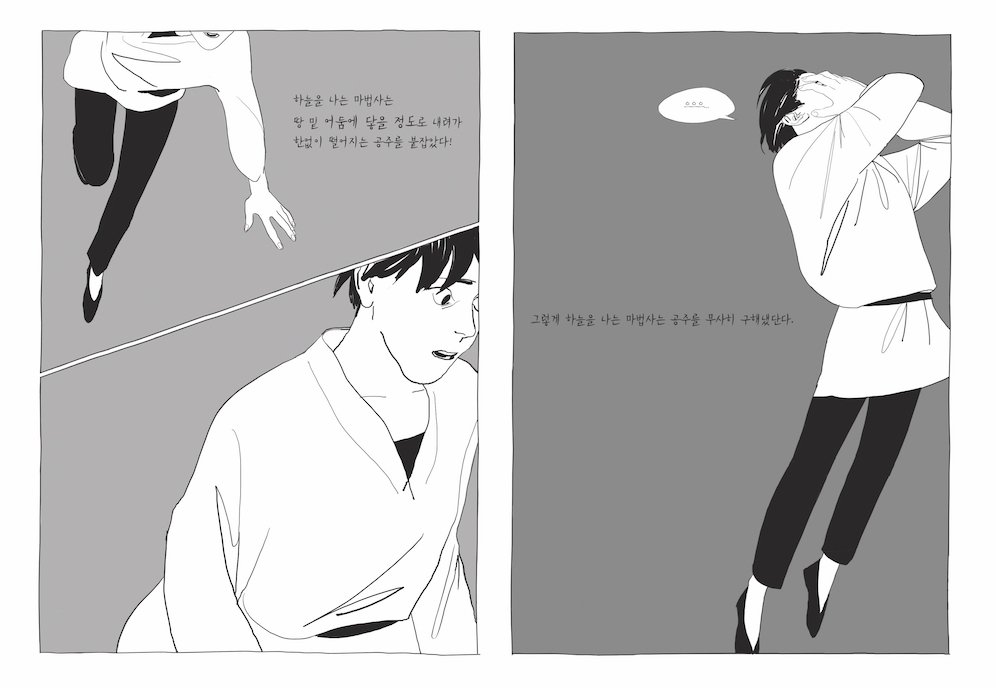 하늘을 나는 마법사는
땅 밑 어둠에 닿을 정도로 내려가
한없이 떨어지는 공주를 붙잡았다!
...
그렇게 하늘을 나는 마법사는 공주를 무사히 구해냈단다.